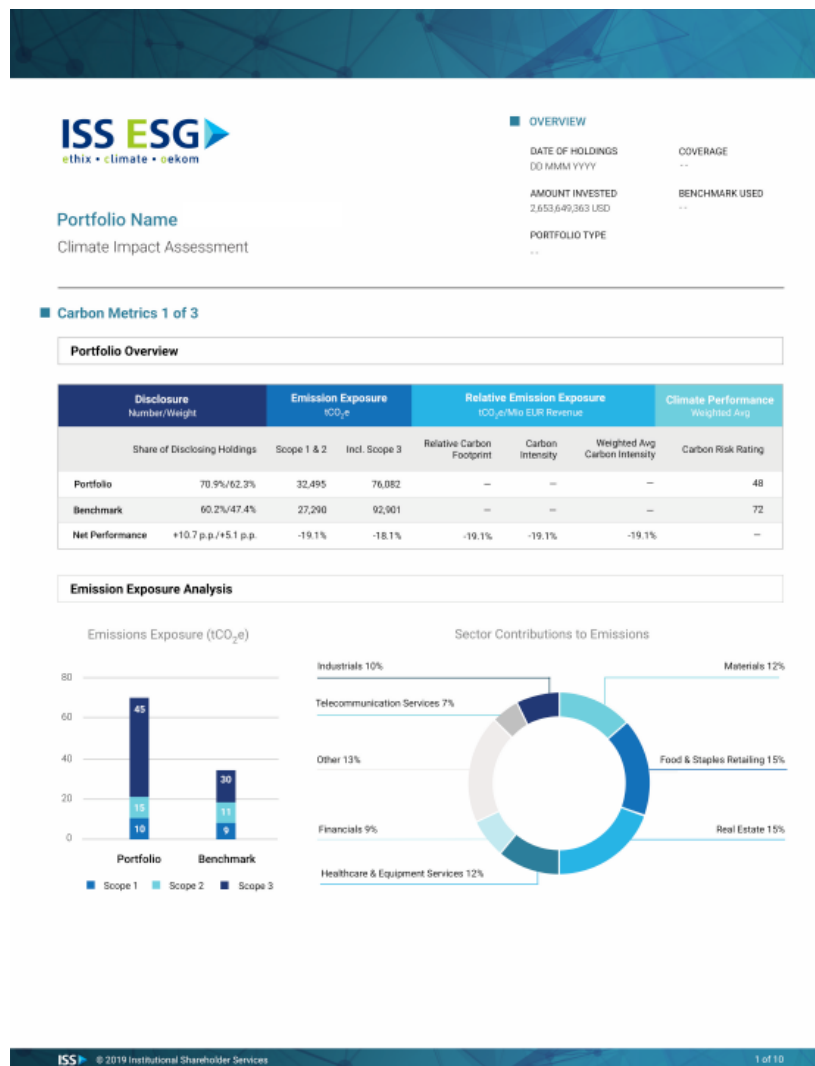 ISS ESG
ethix • climate • oekom
Portfolio Name
Climate Impact Assessment
OVERVIEW
DATE OF HOLDINGS
DD MMM YYYY
COVERAGE
- -
AMOUNT INVESTED
2,653,649,363 USD
BENCHMARK USED
- -
PORTFOLIO TYPE
- -
Carbon Metrics 1 of 3
Portfolio Overview
Disclosure Emission Exposure Relative Emission Exposure Climate Performance
Number/Weight tCO₂e tCO₂e/Mio EUR Revenue Weighted Avg
Share of Disclosing Holdings Scope 1 & 2 Incl. Scope 3 Relative Carbon Footprint Carbon Intensity Weighted Avg Carbon Intensity Carbon Risk Rating
Portfolio 70.9%/62.3% 32,495 76,082 – – – 48
Benchmark 60.2%/47.4% 27,290 92,901 – – – 72
Net Performance +10.7 p.p./+5.1 p.p. -19.1% -18.1% -19.1% -19.1% -19.1% –
Emission Exposure Analysis
Emissions Exposure (tCO₂e)
80
60
40
20
0
45
15
10
30
11
9
Portfolio Benchmark
Scope 1 Scope 2 Scope 3
Sector Contributions to Emissions
Industrials 10%
Materials 12%
Telecommunication Services 7%
Other 13%
Food & Staples Retailing 15%
Financials 9%
Real Estate 15%
Healthcare & Equipment Services 12%
ISS © 2019 Institutional Shareholder Services
1 of 10